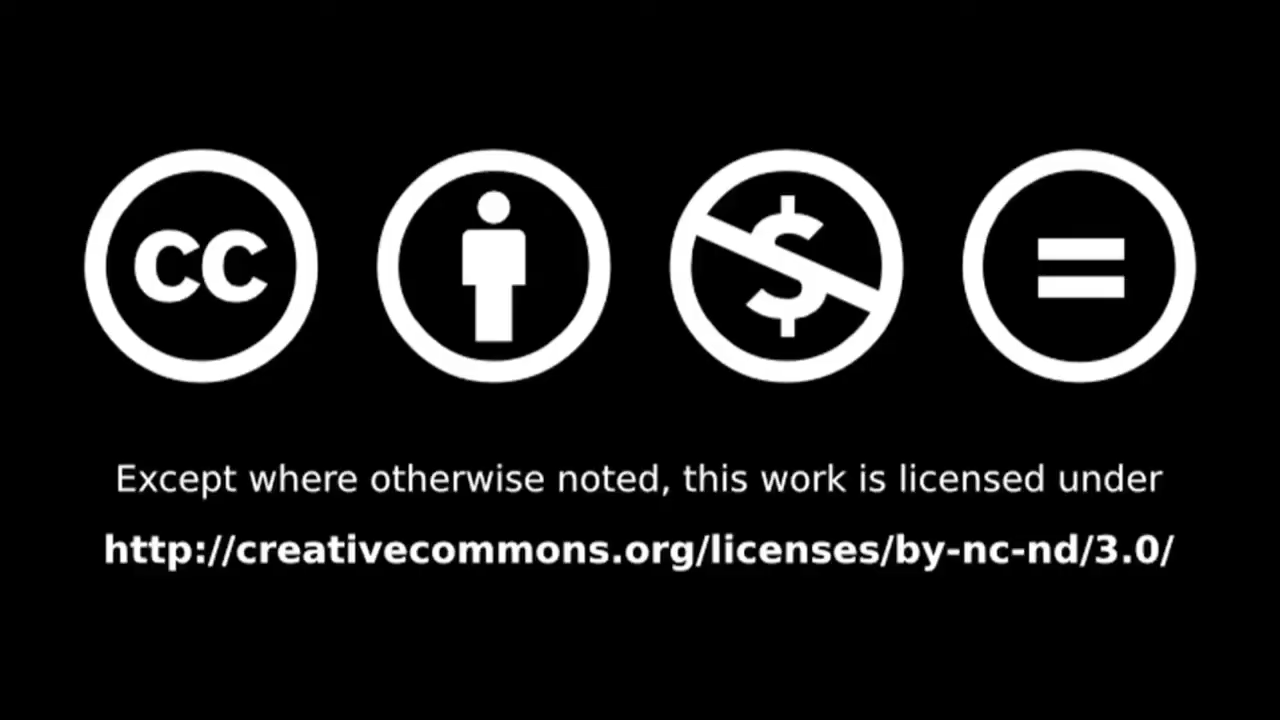 cc
$
=
Except where otherwise noted, this work is licensed under
http://creativecommons.org/licenses/by-nc-nd/3.0/